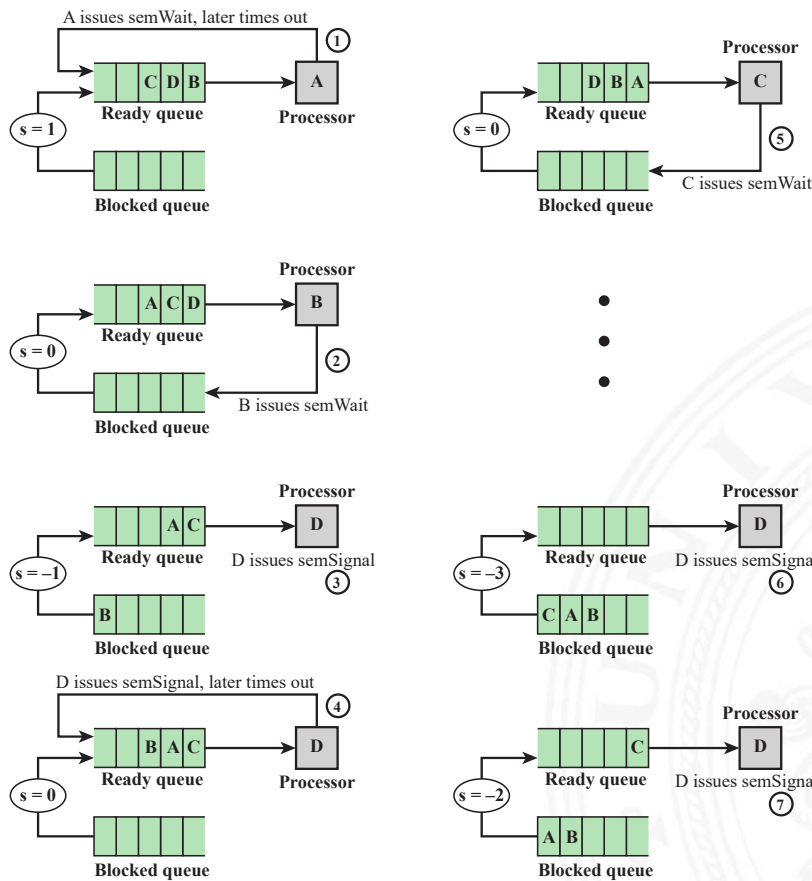 A issues semWait, later times out
1
C D B
A
Ready queue
Processor
s = 1
Blocked queue
Processor
B
A C D
Ready queue
s = 0
2
B issues semWait
Blocked queue
Processor
D
A C
Ready queue
D issues semSignal
3
s = –1
B
Blocked queue
D issues semSignal, later times out
4
B A C
D
Ready queue
Processor
s = 0
Blocked queue
Processor
C
D B A
Ready queue
s = 0
5
C issues semWait
Blocked queue
Processor
D
Ready queue
D issues semSigna
6
s = –3
C A B
Blocked queue
Processor
D
C
Ready queue
D issues semSigna
7
s = –2
A B
Blocked queue
U N I V